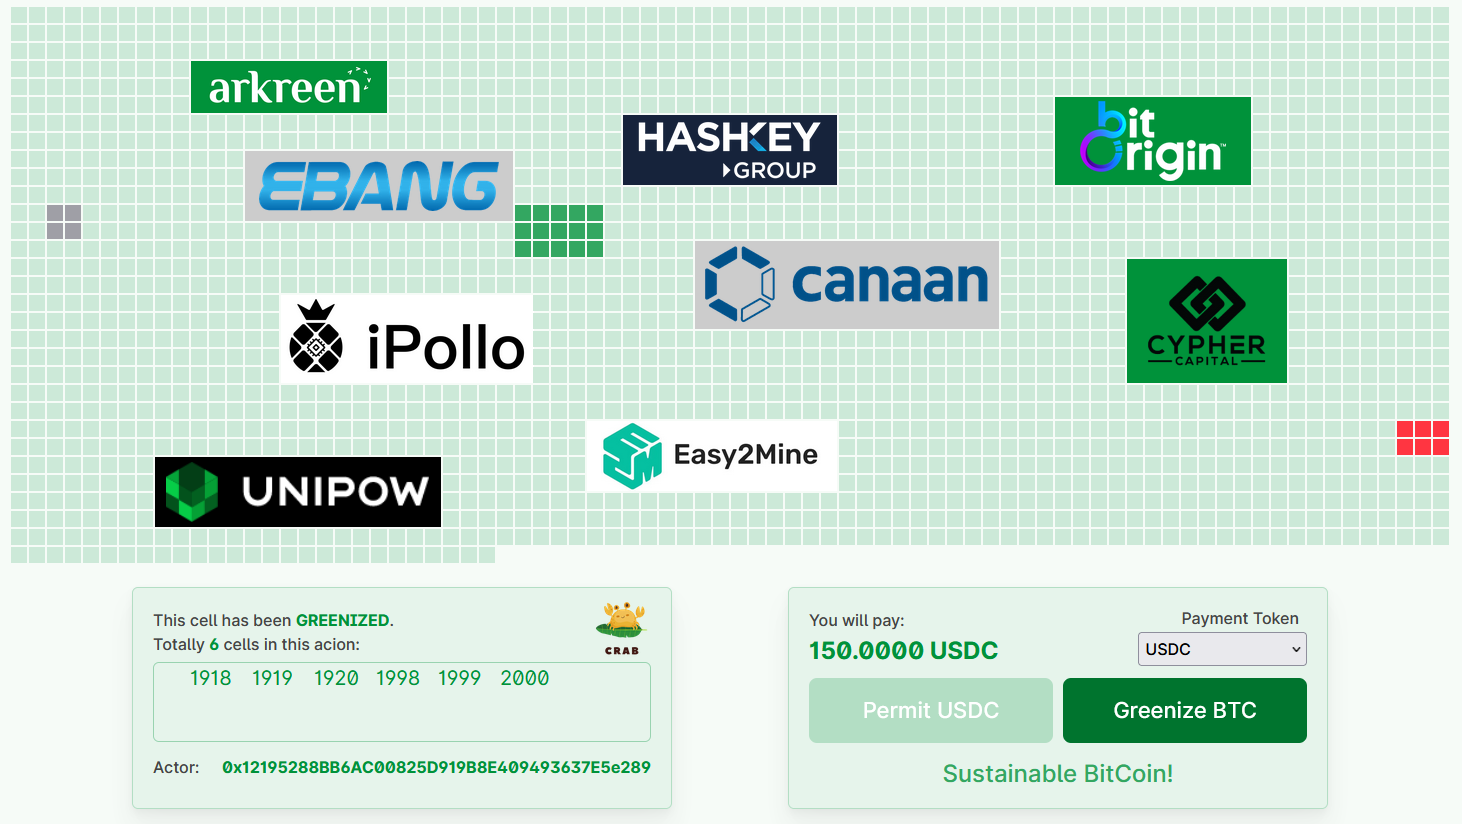 arkreen
HASHKEY
GROUP
bit
Origin™
EBANG
canaan
CYPHER
CAPITAL
iPollo
Easy2Mine
UNIPOW
This cell has been GREENIZED.
Totally 6 cells in this acion:
CRAB
1918 1919 1920 1998 1999 2000
Actor: 0x12195288BB6AC00825D919B8E409493637E5e289
You will pay:
150.0000 USDC
Payment Token
USDC
Permit USDC
Greenize BTC
Sustainable BitCoin!